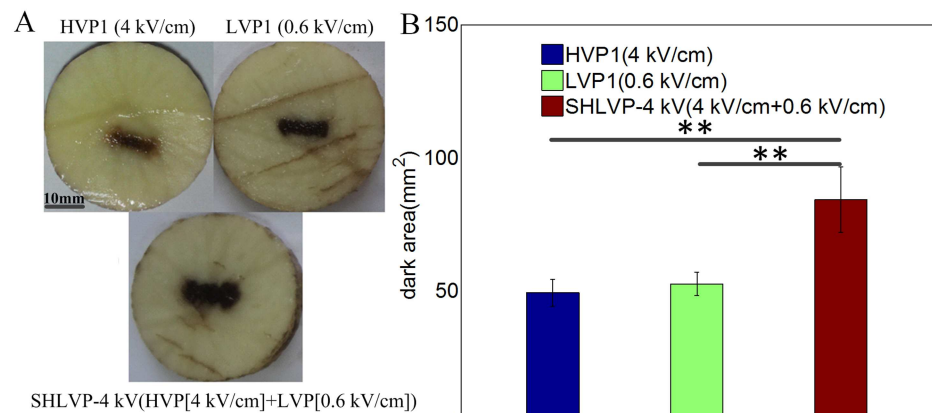 A
HVP1 (4 kV/cm)
LVP1 (0.6 kV/cm)
10mm
SHLVP-4 kV(HVP[4 kV/cm]+LVP[0.6 kV/cm])
B
150
100
50
dark area(mm²)
HVP1(4 kV/cm)
LVP1(0.6 kV/cm)
SHLVP-4 kV(4 kV/cm+0.6 kV/cm)
**
**